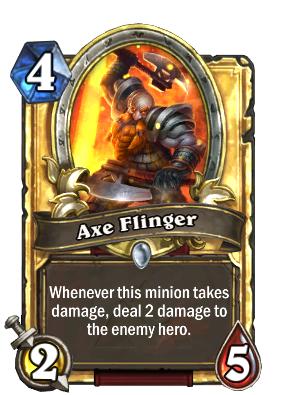 4
Axe Flinger
Whenever this minion takes
damage, deal 2 damage to
the enemy hero.
2
5